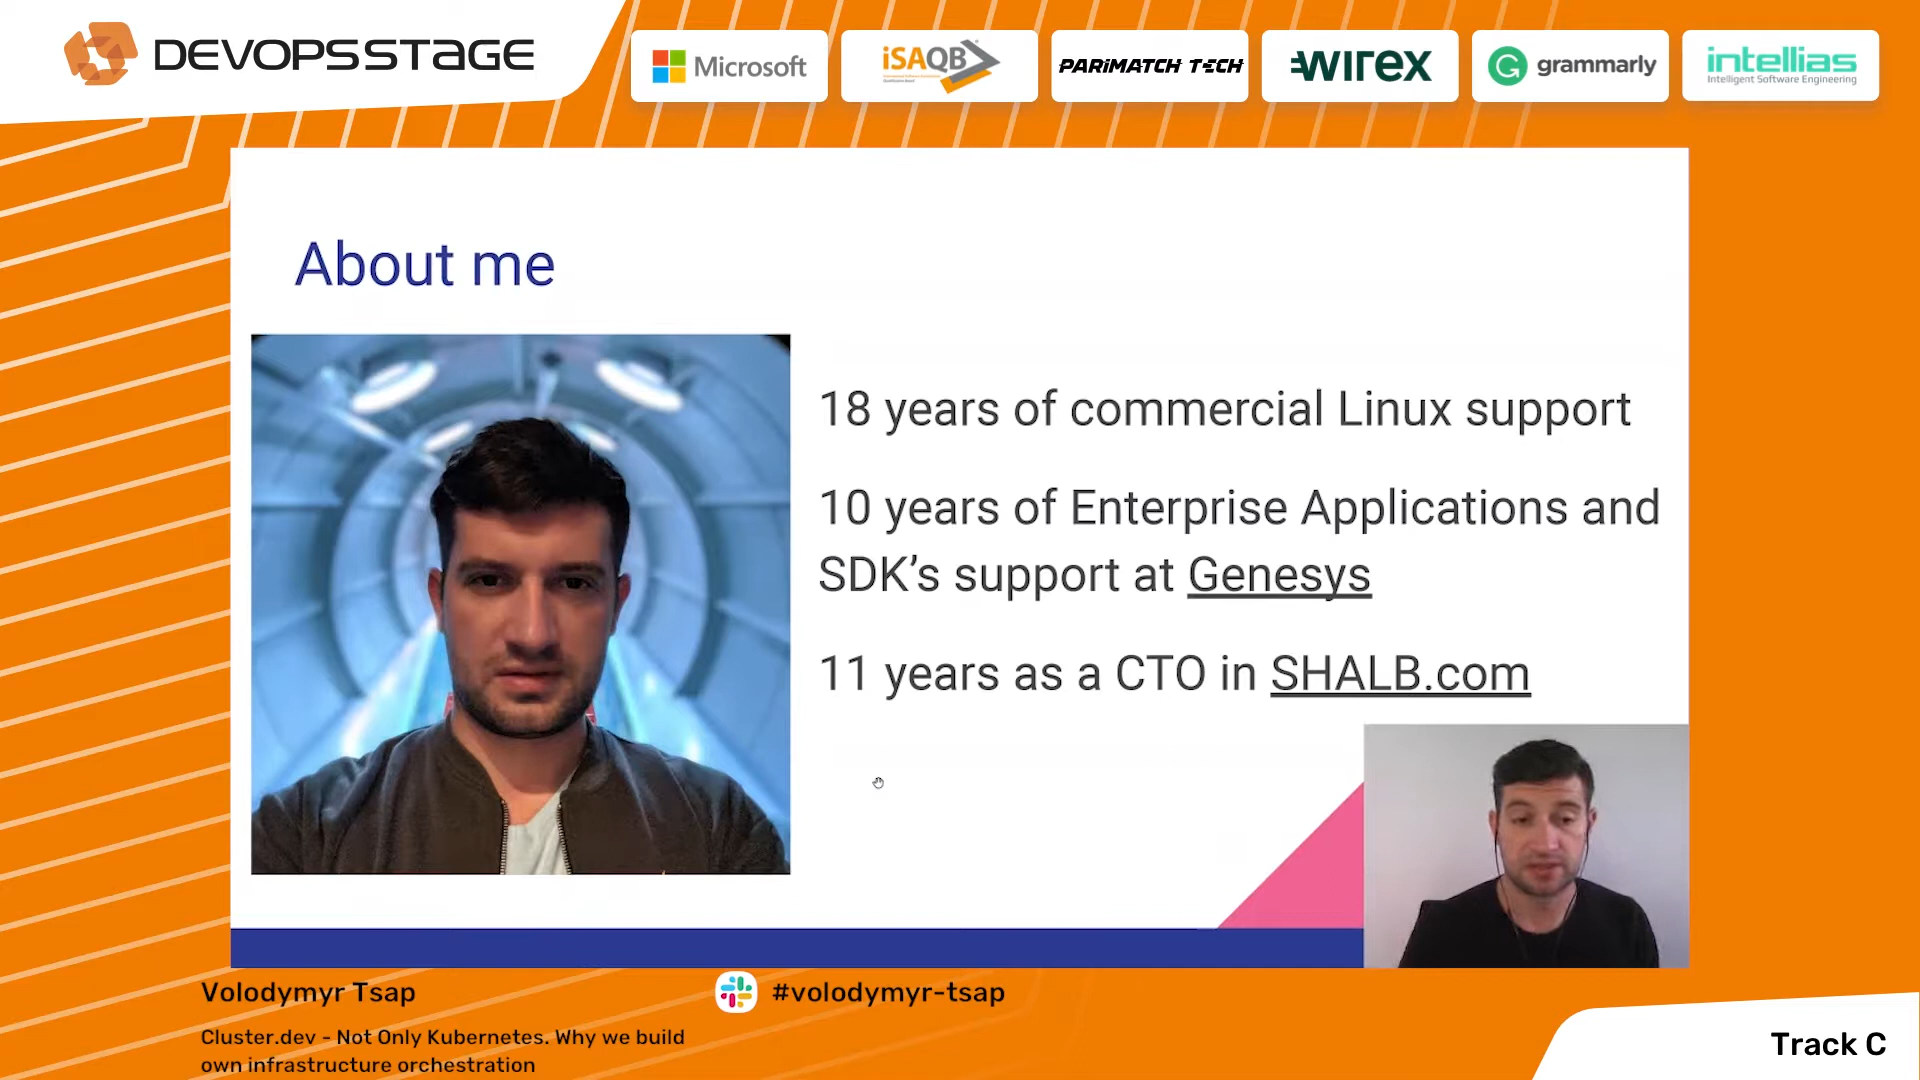 DEVOPSSTAGE
Microsoft
iSAQB
PARIMATCH TECH
WIREX
grammarly
intellias
Intelligent Software Engineering
About me
18 years of commercial Linux support
10 years of Enterprise Applications and
SDK’s support at Genesys
11 years as a CTO in SHALB.com
Volodymyr Tsap
#volodymyr-tsap
Cluster.dev - Not Only Kubernetes. Why we build
own infrastructure orchestration
Track C